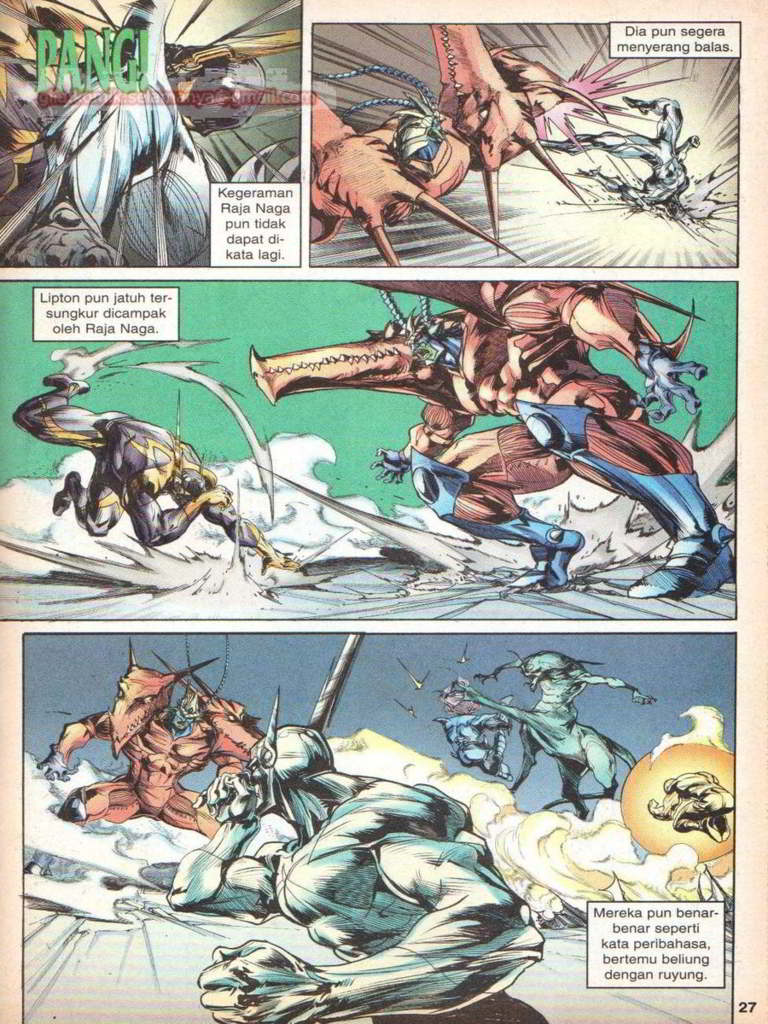 PANG!
Kegeraman
Raja Naga
pun tidak
dapat di-
kata lagi.
Dia pun segera
menyerang balas.
Lipton pun jatuh ter-
sungkur dicampak
oleh Raja Naga.
Mereka pun benar-
benar seperti
kata peribahasa,
bertemu beliung
dengan ruyung.
27